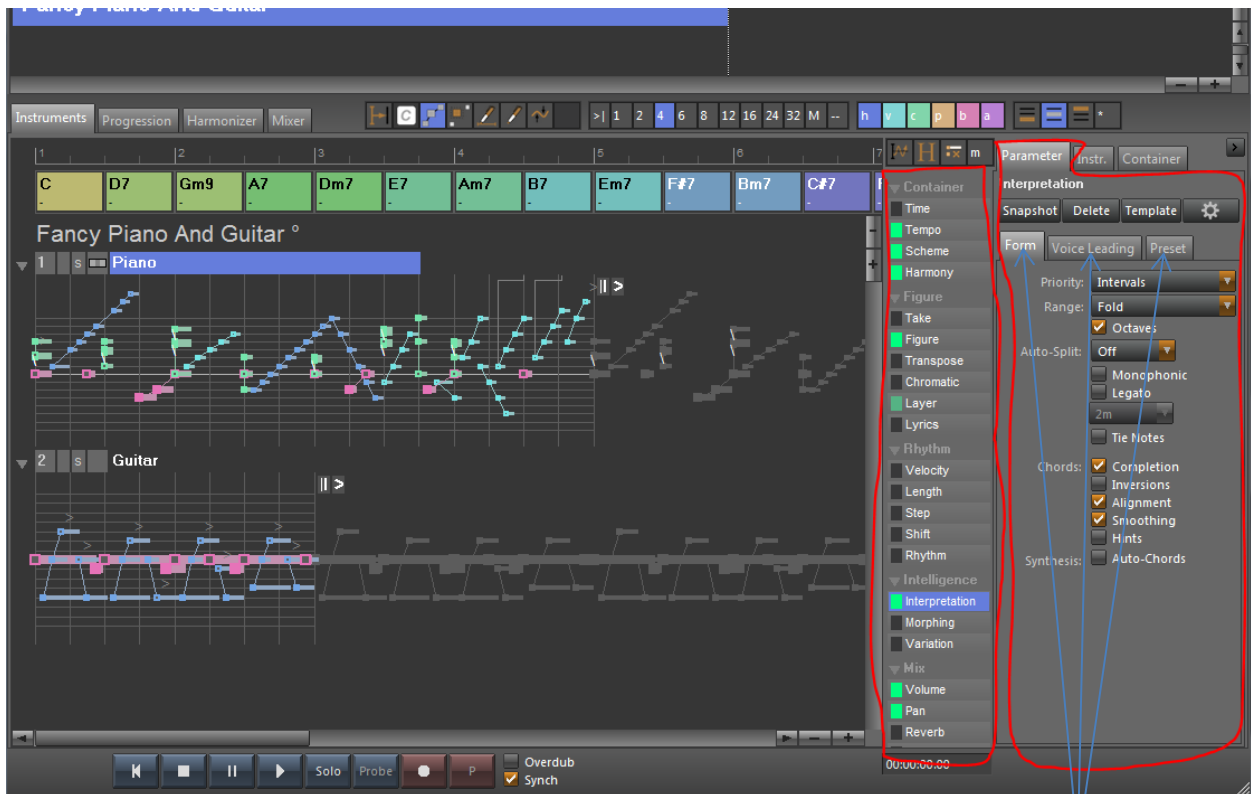 Fancy Piano And Guitar
Instruments Progression Harmonizer Mixer C >| 1 2 4 6 8 12 16 24 32 M -- h v c p b a *
1 2 3 4 5 6 7 m Parameter Instr. Container >
C D7 Gm9 A7 Dm7 E7 Am7 B7 Em7 F#7 Bm7 C#7
Fancy Piano And Guitar °
1 s Piano
2 s Guitar
Container
Time
Tempo
Scheme
Harmony
Figure
Take
Figure
Transpose
Chromatic
Layer
Lyrics
Rhythm
Velocity
Length
Step
Shift
Rhythm
Intelligence
Interpretation
Morphing
Variation
Mix
Volume
Pan
Reverb
Interpretation
Snapshot Delete Template
Form Voice Leading Preset
Priority: Intervals
Range: Fold
Octaves
Auto-Split: Off
Monophonic
Legato
2m
Tie Notes
Chords: Completion
Inversions
Alignment
Smoothing
Hints
Synthesis: Auto-Chords
Solo Probe P Overdub
Synch
00:00:00.00